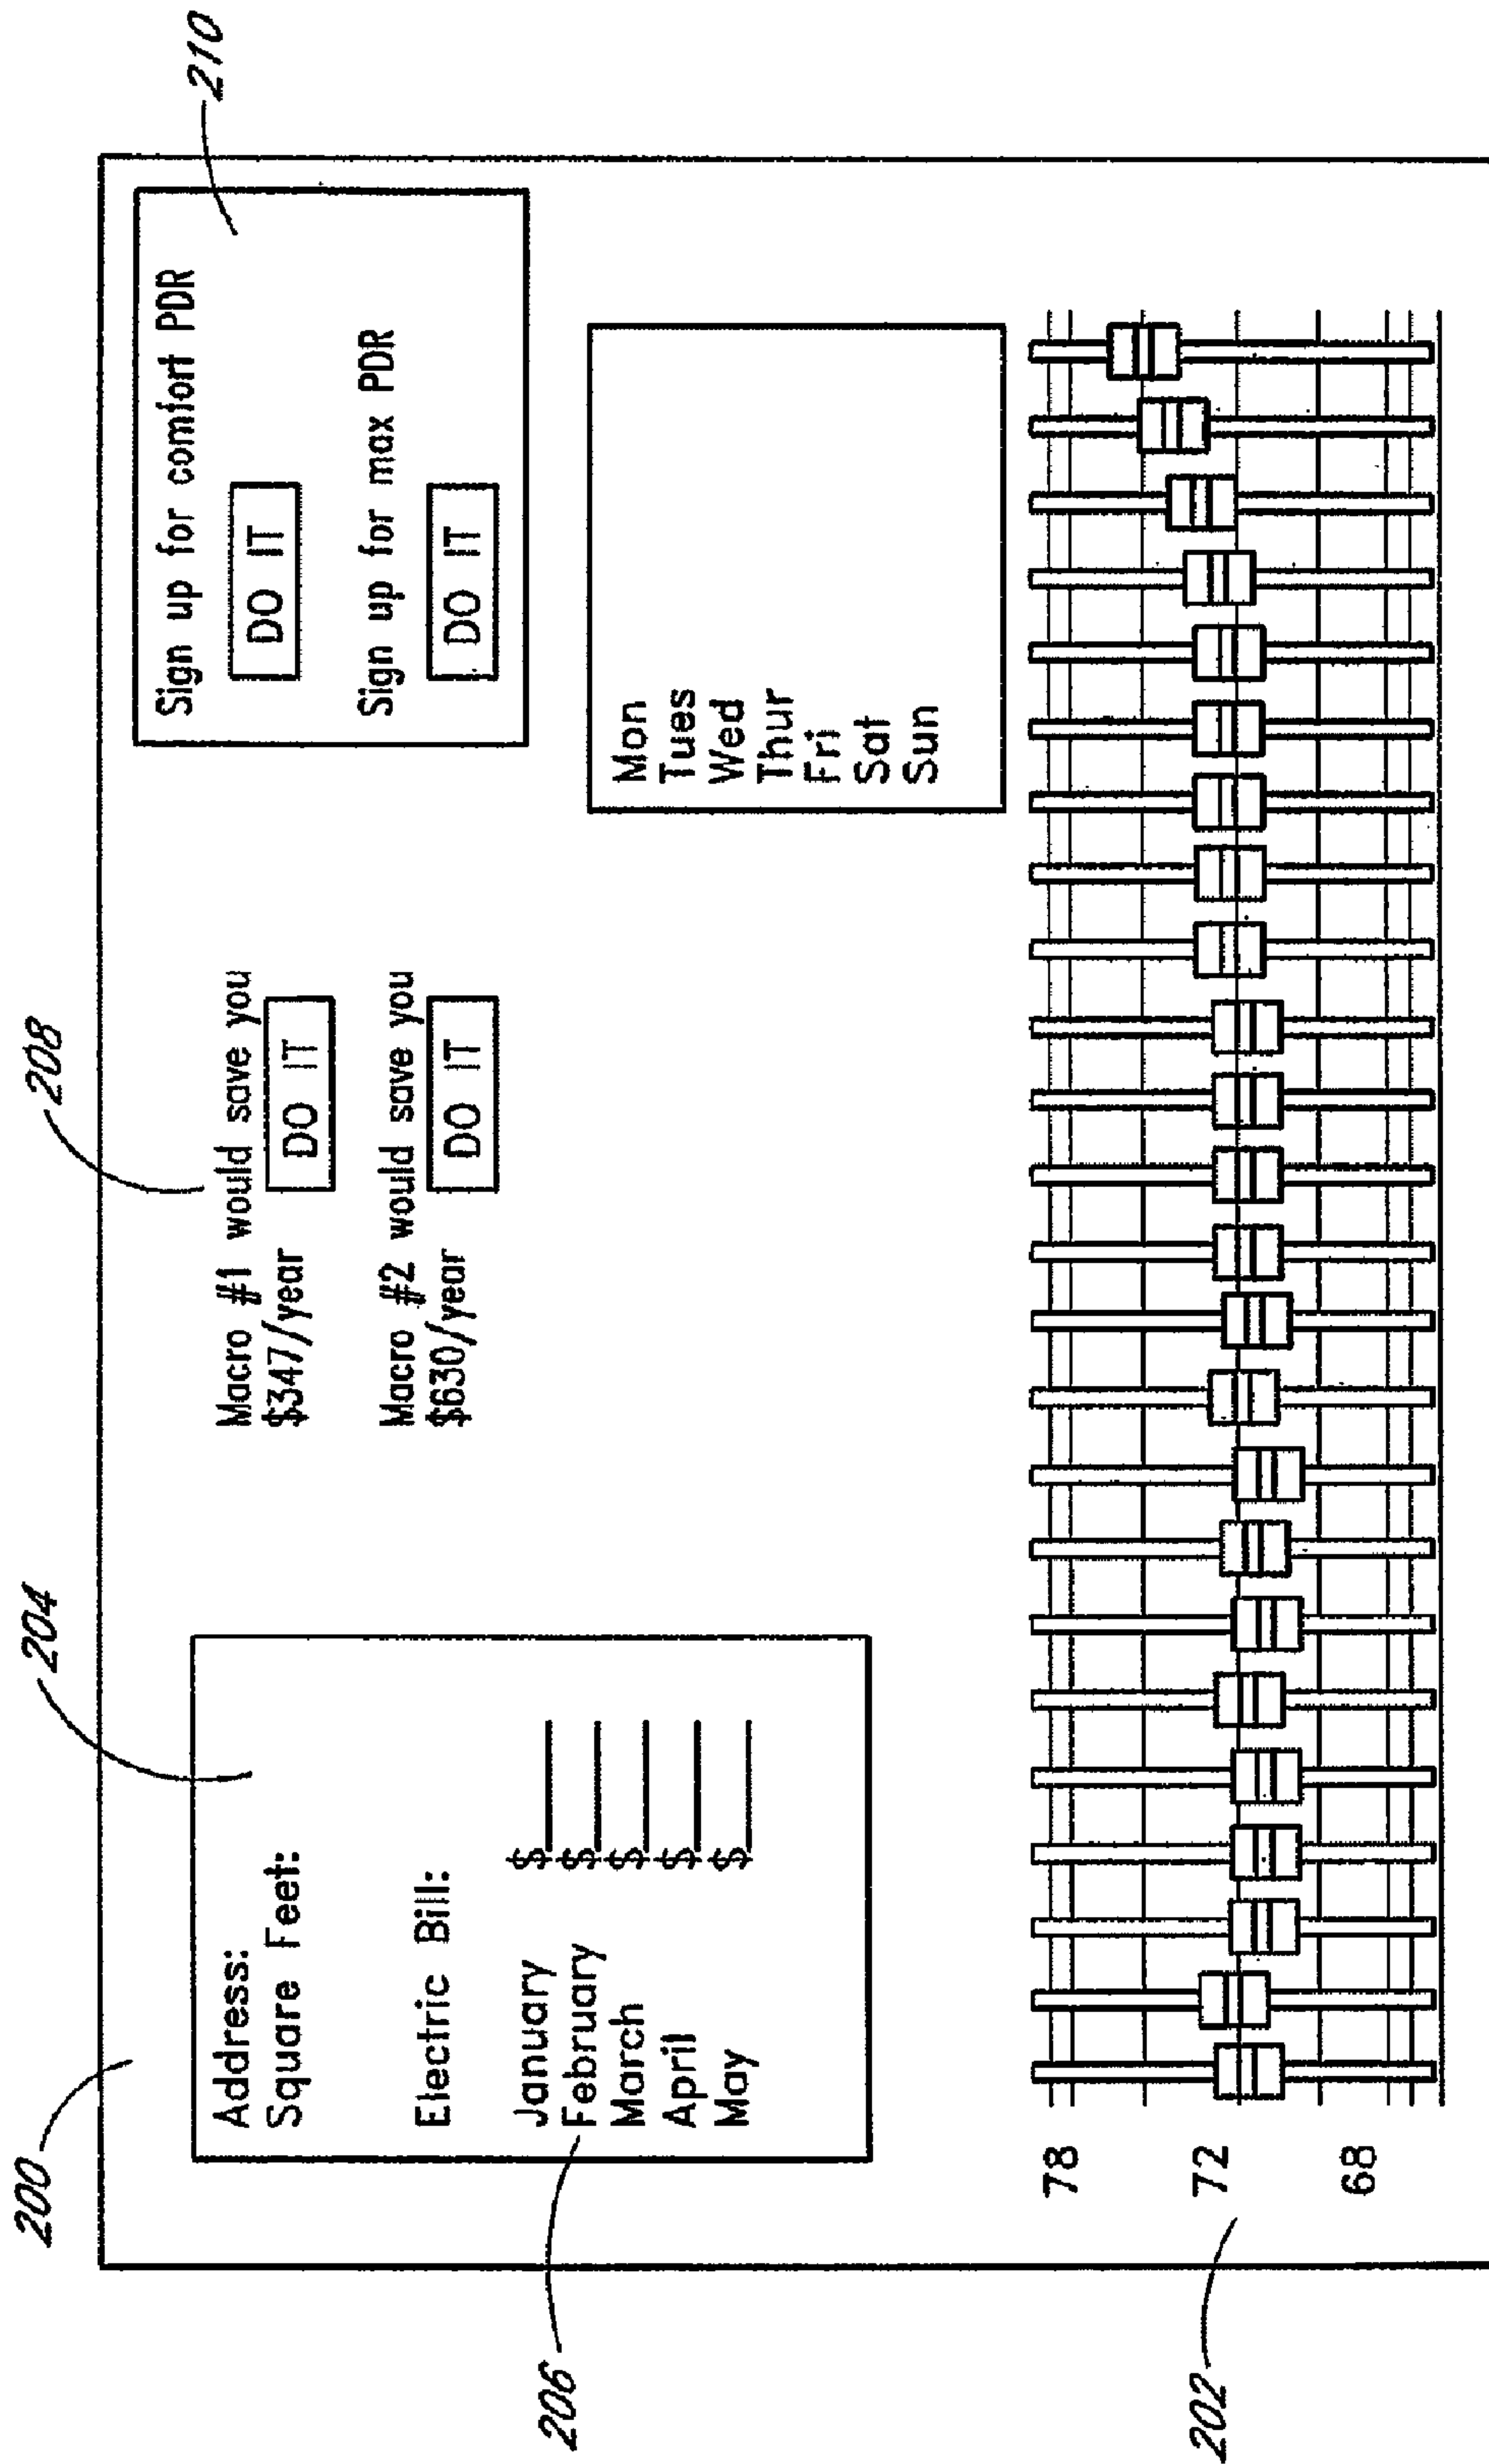 200
204
208
210
Address:
Square Feet:
Electric Bill:
January $
February $
March $
April $
May $
206
Macro #1 would save you
$347/year
DO IT
Macro #2 would save you
$630/year
DO IT
Sign up for comfort PDR
DO IT
Sign up for max PDR
DO IT
Mon
Tues
Wed
Thur
Fri
Sat
Sun
78
72
68
202